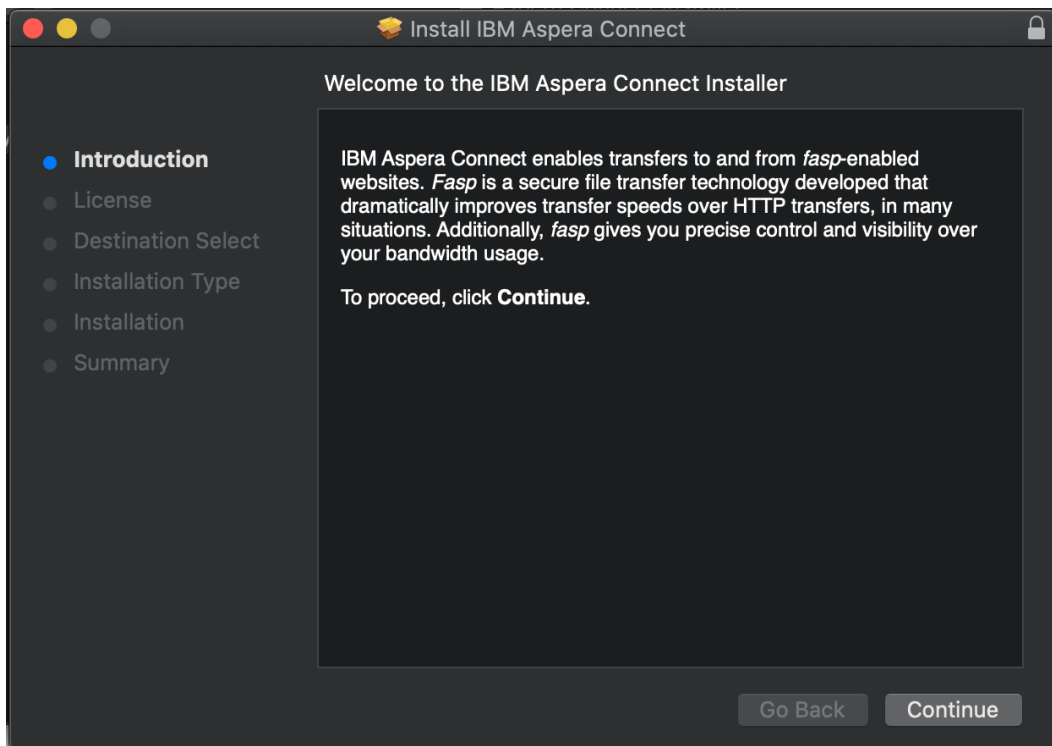 Install IBM Aspera Connect
Welcome to the IBM Aspera Connect Installer
Introduction
License
Destination Select
Installation Type
Installation
Summary
IBM Aspera Connect enables transfers to and from fasp-enabled
websites. Fasp is a secure file transfer technology developed that
dramatically improves transfer speeds over HTTP transfers, in many
situations. Additionally, fasp gives you precise control and visibility over
your bandwidth usage.
To proceed, click Continue.
Go Back
Continue